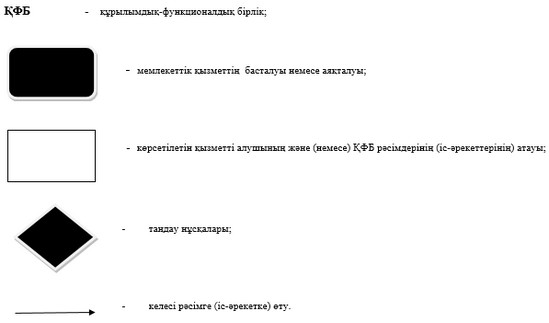 ҚФБ - құрылымдық-функционалдық бірлік;
- мемлекеттік қызметтің басталуы немесе аяқталуы;
- көрсетілетін қызметті алушының және (немесе) ҚФБ рәсімдерінің (іс-әрекеттерінің) атауы;
- таңдау нұсқалары;
- келесі рәсімге (іс-әрекетке) өту.